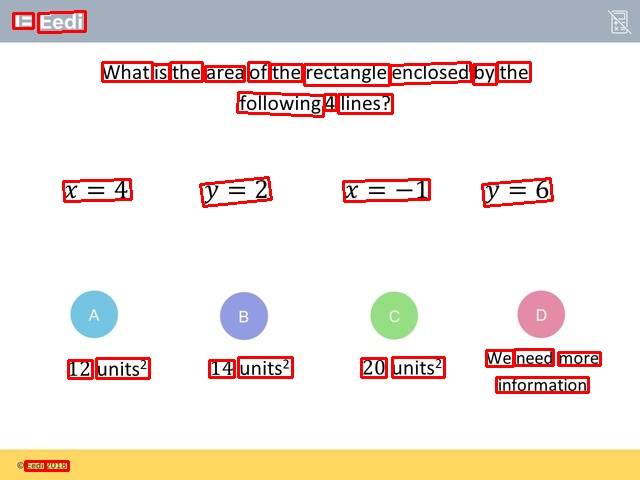 Eedi
What is the area of the rectangle enclosed by the
following 4 lines?
x = 4 y = 2 x = −1 y = 6
A B C D
12 units² 14 units² 20 units² We need more
information
© Eedi 2018